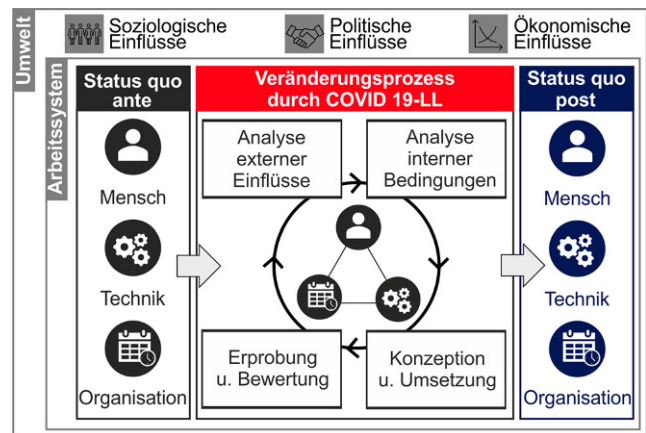 Umwelt
Soziologische
Einflüsse
Politische
Einflüsse
Ökonomische
Einflüsse
Arbeitssystem
Status quo
ante
Mensch
Technik
Organisation
Veränderungsprozess
durch COVID 19-LL
Analyse
externer
Einflüsse
Analyse
interner
Bedingungen
Erprobung
u. Bewertung
Konzeption
u. Umsetzung
Status quo
post
Mensch
Technik
Organisation